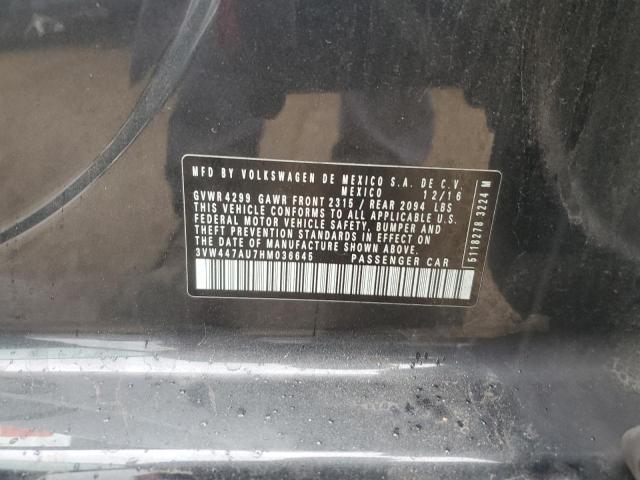 MFD BY VOLKSWAGEN DE MEXICO S.A. DE C.V.
MEXICO 12/16
GVWR 4299 GAWR FRONT 2315 / REAR 2094 LBS
THIS VEHICLE CONFORMS TO ALL APPLICABLE U.S.
FEDERAL MOTOR VEHICLE SAFETY, BUMPER AND
THEFT PREVENTION STANDARDS IN EFFECT ON
THE DATE OF MANUFACTURE SHOWN ABOVE.
3VW447AU7HM036645 PASSENGER CAR
5118278 3224 M